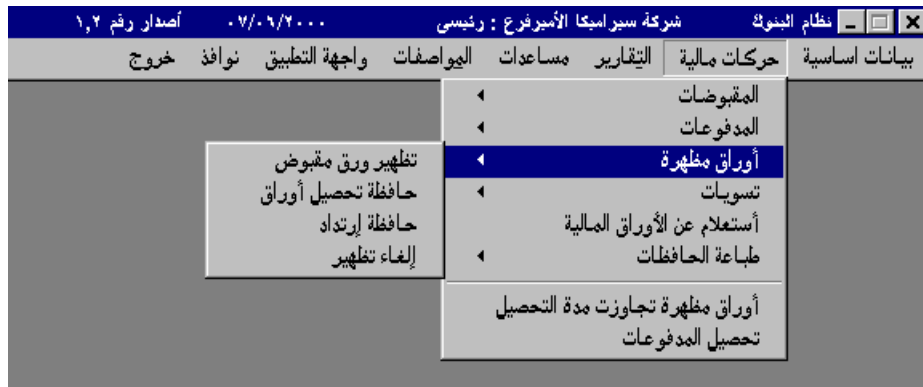 نظام البنوك شركة سيراميكا الأميرفرع : رئيسى ٠٧/٠٦/٢٠٠٠ أصدار رقم ١,٢
بيانات اساسية حركات مالية التقارير مساعدات المواصفات واجهة التطبيق نوافذ خروج
المقبوضات
المدفوعات
أوراق مظهرة
تسويات
أستعلام عن الأوراق المالية
طباعة الحافظات
أوراق مظهرة تجاوزت مدة التحصيل
تحصيل المدفوعات
تظهير ورق مقبوض
حافظة تحصيل أوراق
حافظة إرتداد
إلغاء تظهير